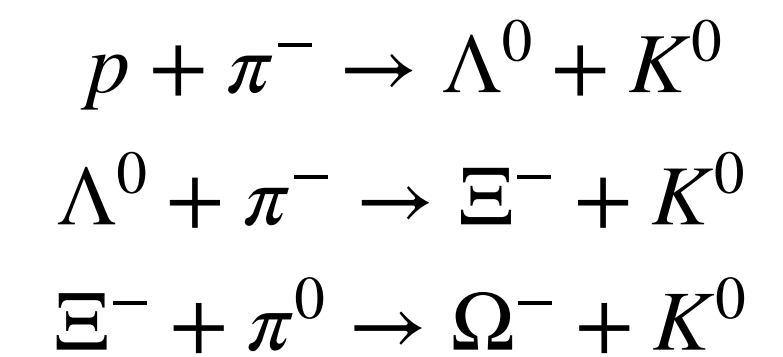 p + π⁻ → Λ⁰ + K⁰
Λ⁰ + π⁻ → Ξ⁻ + K⁰
Ξ⁻ + π⁰ → Ω⁻ + K⁰